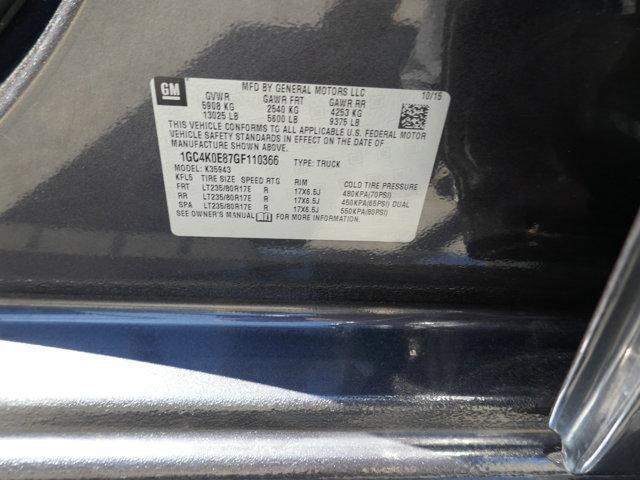 GM
MFD BY GENERAL MOTORS LLC
10/15
GVWR GAWR FRT GAWR RR
5908 KG 2540 KG 4253 KG
13025 LB 5600 LB 9375 LB
THIS VEHICLE CONFORMS TO ALL APPLICABLE U.S. FEDERAL MOTOR
VEHICLE SAFETY STANDARDS IN EFFECT ON THE DATE OF
MANUFACTURE SHOWN ABOVE.
1GC4K0E87GF110366 TYPE: TRUCK
MODEL: K35943
KFL5 TIRE SIZE SPEED RTG RIM COLD TIRE PRESSURE
FRT LT235/80R17E R 17X6.5J 480KPA(70PSI)
RR LT235/80R17E R 17X6.5J 450KPA(65PSI) DUAL
SPA LT235/80R17E R 17X6.5J 550KPA(80PSI)
SEE OWNER'S MANUAL FOR MORE INFORMATION.